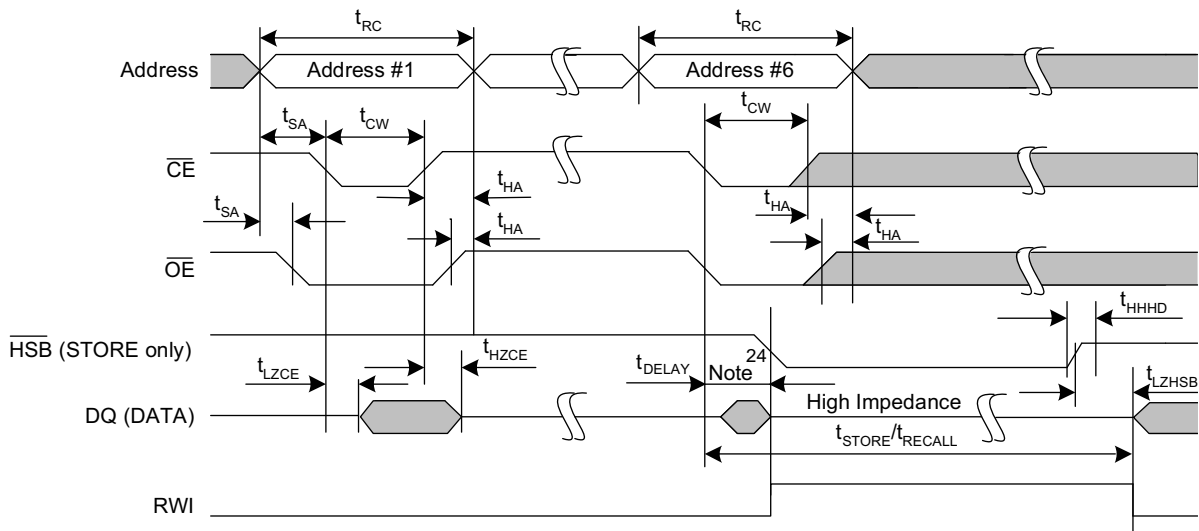 tRC tRC
Address Address #1 Address #6
tCW
tSA tCW
CE
tHA
tSA tHA
tHA tHA
OE
tHHHD
HSB (STORE only)
tHZCE 24
tLZCE tDELAY Note tLZHSB
DQ (DATA) High Impedance
tSTORE/tRECALL
RWI